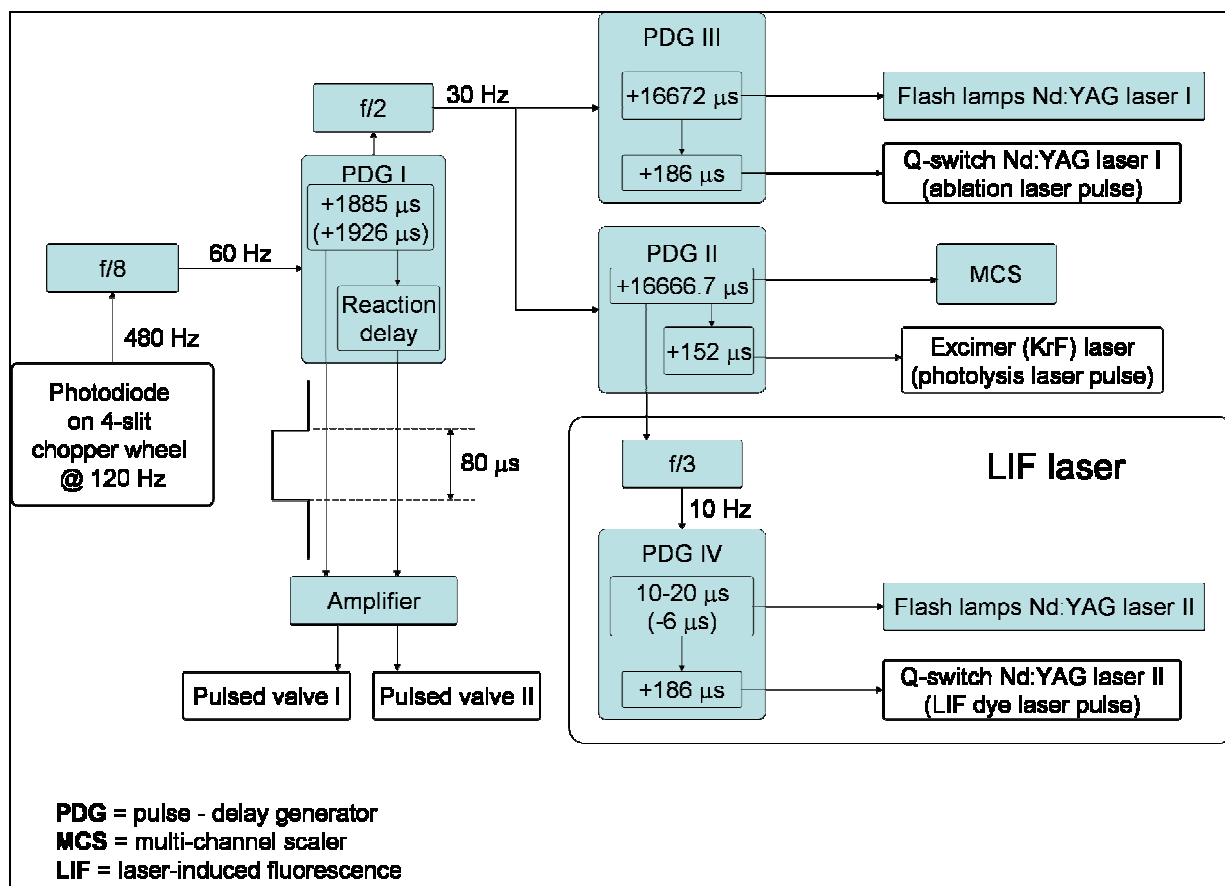 PDG III
+16672 μs
+186 μs
Flash lamps Nd:YAG laser I
Q-switch Nd:YAG laser I
(ablation laser pulse)
f/2
30 Hz
PDG I
+1885 μs
(+1926 μs)
Reaction
delay
f/8
60 Hz
480 Hz
Photodiode
on 4-slit
chopper wheel
@ 120 Hz
80 μs
Amplifier
Pulsed valve I
Pulsed valve II
PDG II
+16666.7 μs
+152 μs
MCS
Excimer (KrF) laser
(photolysis laser pulse)
LIF laser
f/3
10 Hz
PDG IV
10-20 μs
(-6 μs)
+186 μs
Flash lamps Nd:YAG laser II
Q-switch Nd:YAG laser II
(LIF dye laser pulse)
PDG = pulse - delay generator
MCS = multi-channel scaler
LIF = laser-induced fluorescence